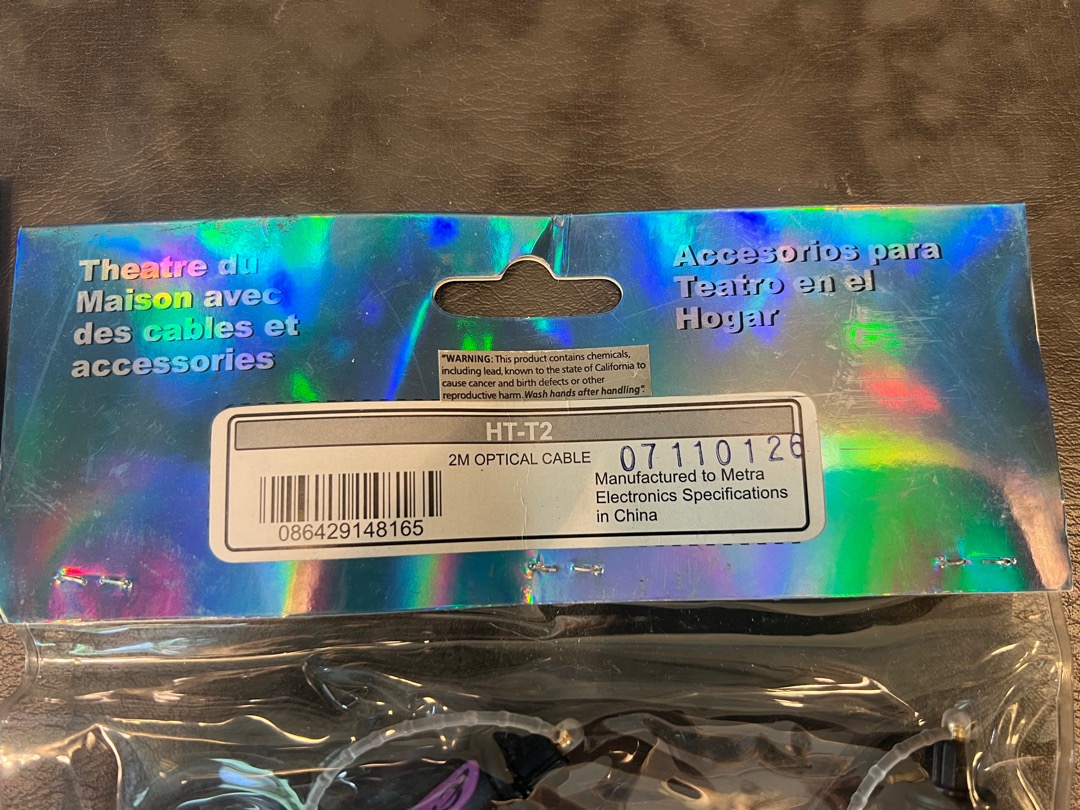 Theatre du
Maison avec
des cables et
accessories
Accesorios para
Teatro en el
Hogar
"WARNING: This product contains chemicals,
including lead, known to the state of California to
cause cancer and birth defects or other
reproductive harm. Wash hands after handling".
HT-T2
2M OPTICAL CABLE
07 110126
Manufactured to Metra
Electronics Specifications
in China
086429148165